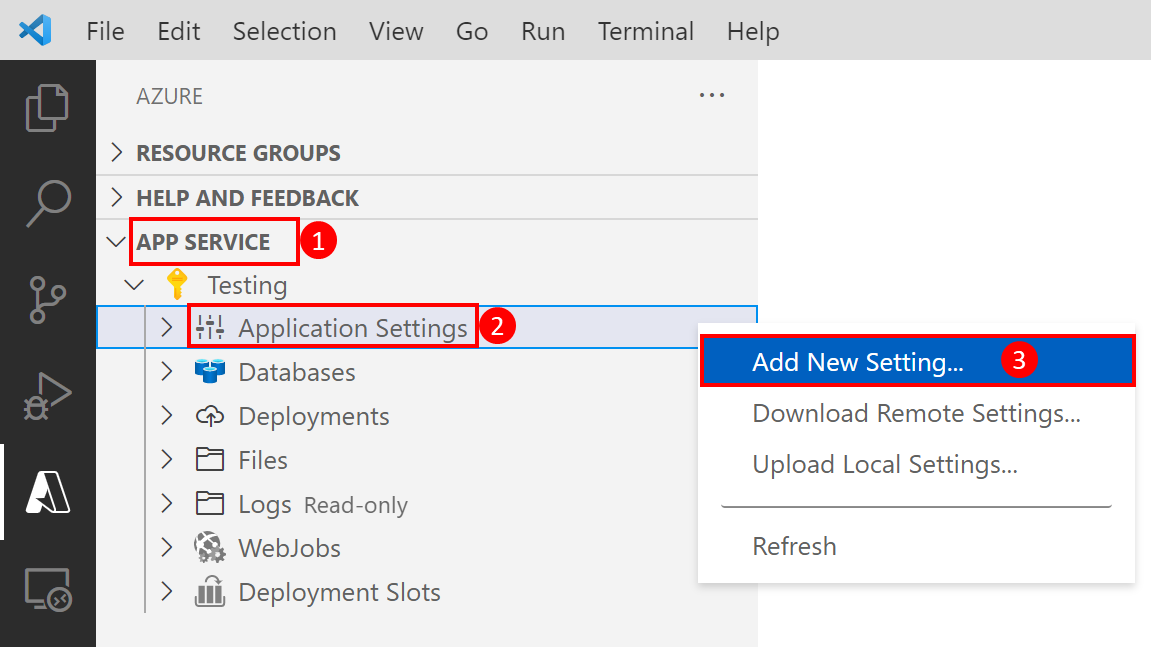 File Edit Selection View Go Run Terminal Help
AZURE ...
RESOURCE GROUPS
HELP AND FEEDBACK
APP SERVICE 1
Testing
Application Settings 2
Databases
Deployments
Files
Logs Read-only
WebJobs
Deployment Slots
Add New Setting... 3
Download Remote Settings...
Upload Local Settings...
Refresh